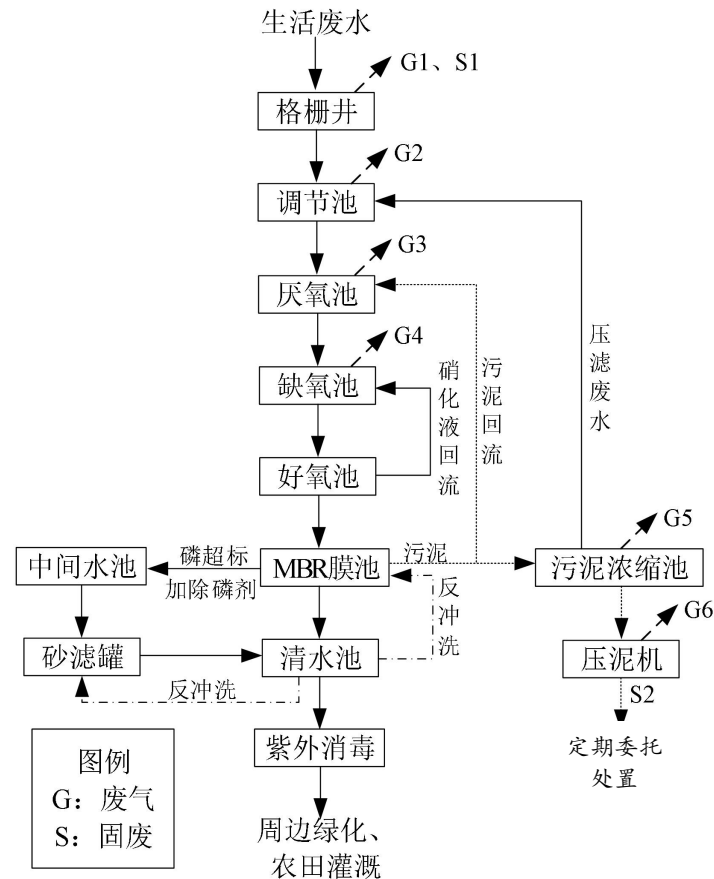 生活废水
G1、S1
格栅井
G2
调节池
G3
厌氧池
G4
缺氧池
硝化液回流
污泥回流
压滤废水
好氧池
G5
中间水池
磷超标
加除磷剂
MBR膜池
污泥
污泥浓缩池
反冲洗
G6
砂滤罐
清水池
压泥机
反冲洗
S2
紫外消毒
定期委托
处置
图例
G：废气
S：固废
周边绿化、
农田灌溉